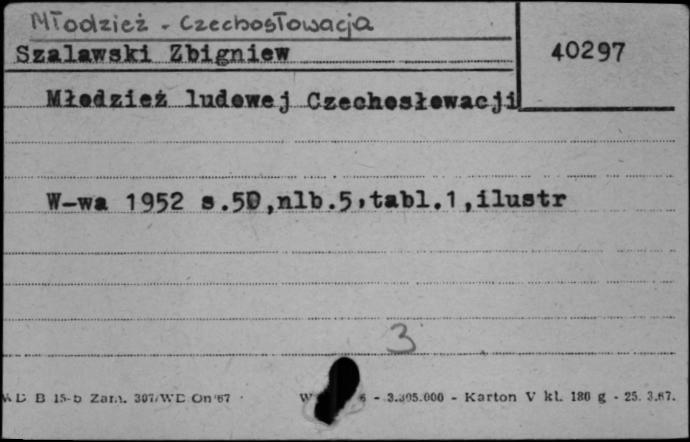 Młodzież - Czechosłowacja
Szalawski Zbigniew
40297
Młodzież ludowej Czechosłowacji
W-wa 1952 s.50,nlb.5,tabl.1,ilustr
3
B 15-b Zam. 307/WD On/67 - 3.305.000 - Karton V kl. 180 g - 25. 3.67.